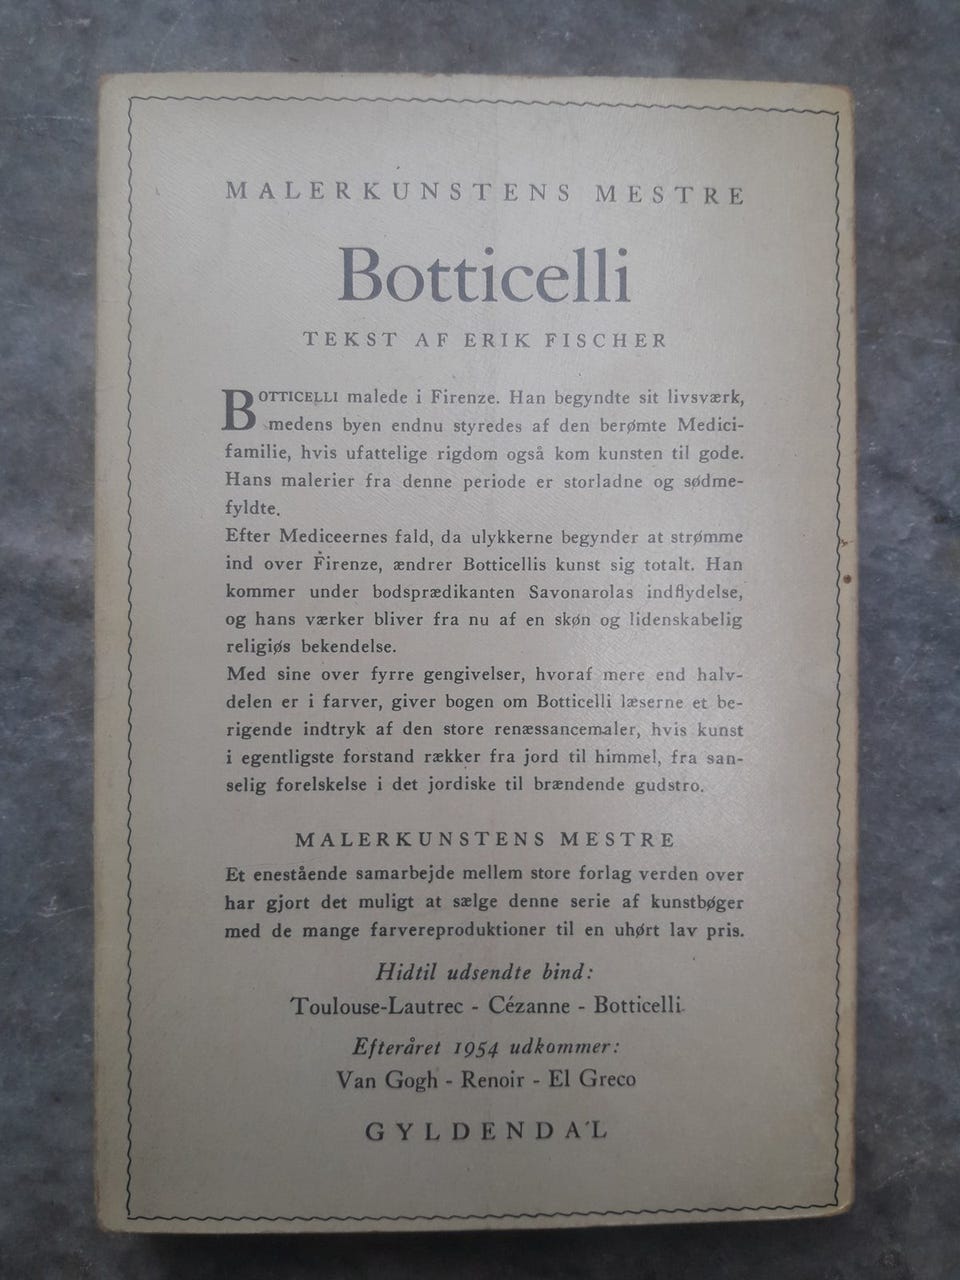 MALERKUNSTENS MESTRE
Botticelli
TEKST AF ERIK FISCHER
BOTTICELLI malede i Firenze. Han begyndte sit livsværk,
medens byen endnu styredes af den berømte Medici-
familie, hvis ufattelige rigdom også kom kunsten til gode.
Hans malerier fra denne periode er storladne og sødme-
fyldte.
Efter Mediceernes fald, da ulykkerne begynder at strømme
ind over Firenze, ændrer Botticellis kunst sig totalt. Han
kommer under bodsprædikanten Savonarolas indflydelse,
og hans værker bliver fra nu af en skøn og lidenskabelig
religiøs bekendelse.
Med sine over fyrre gengivelser, hvoraf mere end halv-
delen er i farver, giver bogen om Botticelli læserne et be-
rigende indtryk af den store renæssancemaler, hvis kunst
i egentligste forstand rækker fra jord til himmel, fra san-
selig forelskelse i det jordiske til brændende gudstro.
MALERKUNSTENS MESTRE
Et enestående samarbejde mellem store forlag verden over
har gjort det muligt at sælge denne serie af kunstbøger
med de mange farvereproduktioner til en uhørt lav pris.
Hidtil udsendte bind:
Toulouse-Lautrec - Cézanne - Botticelli
Efteråret 1954 udkommer:
Van Gogh - Renoir - El Greco
GYLDENDAL